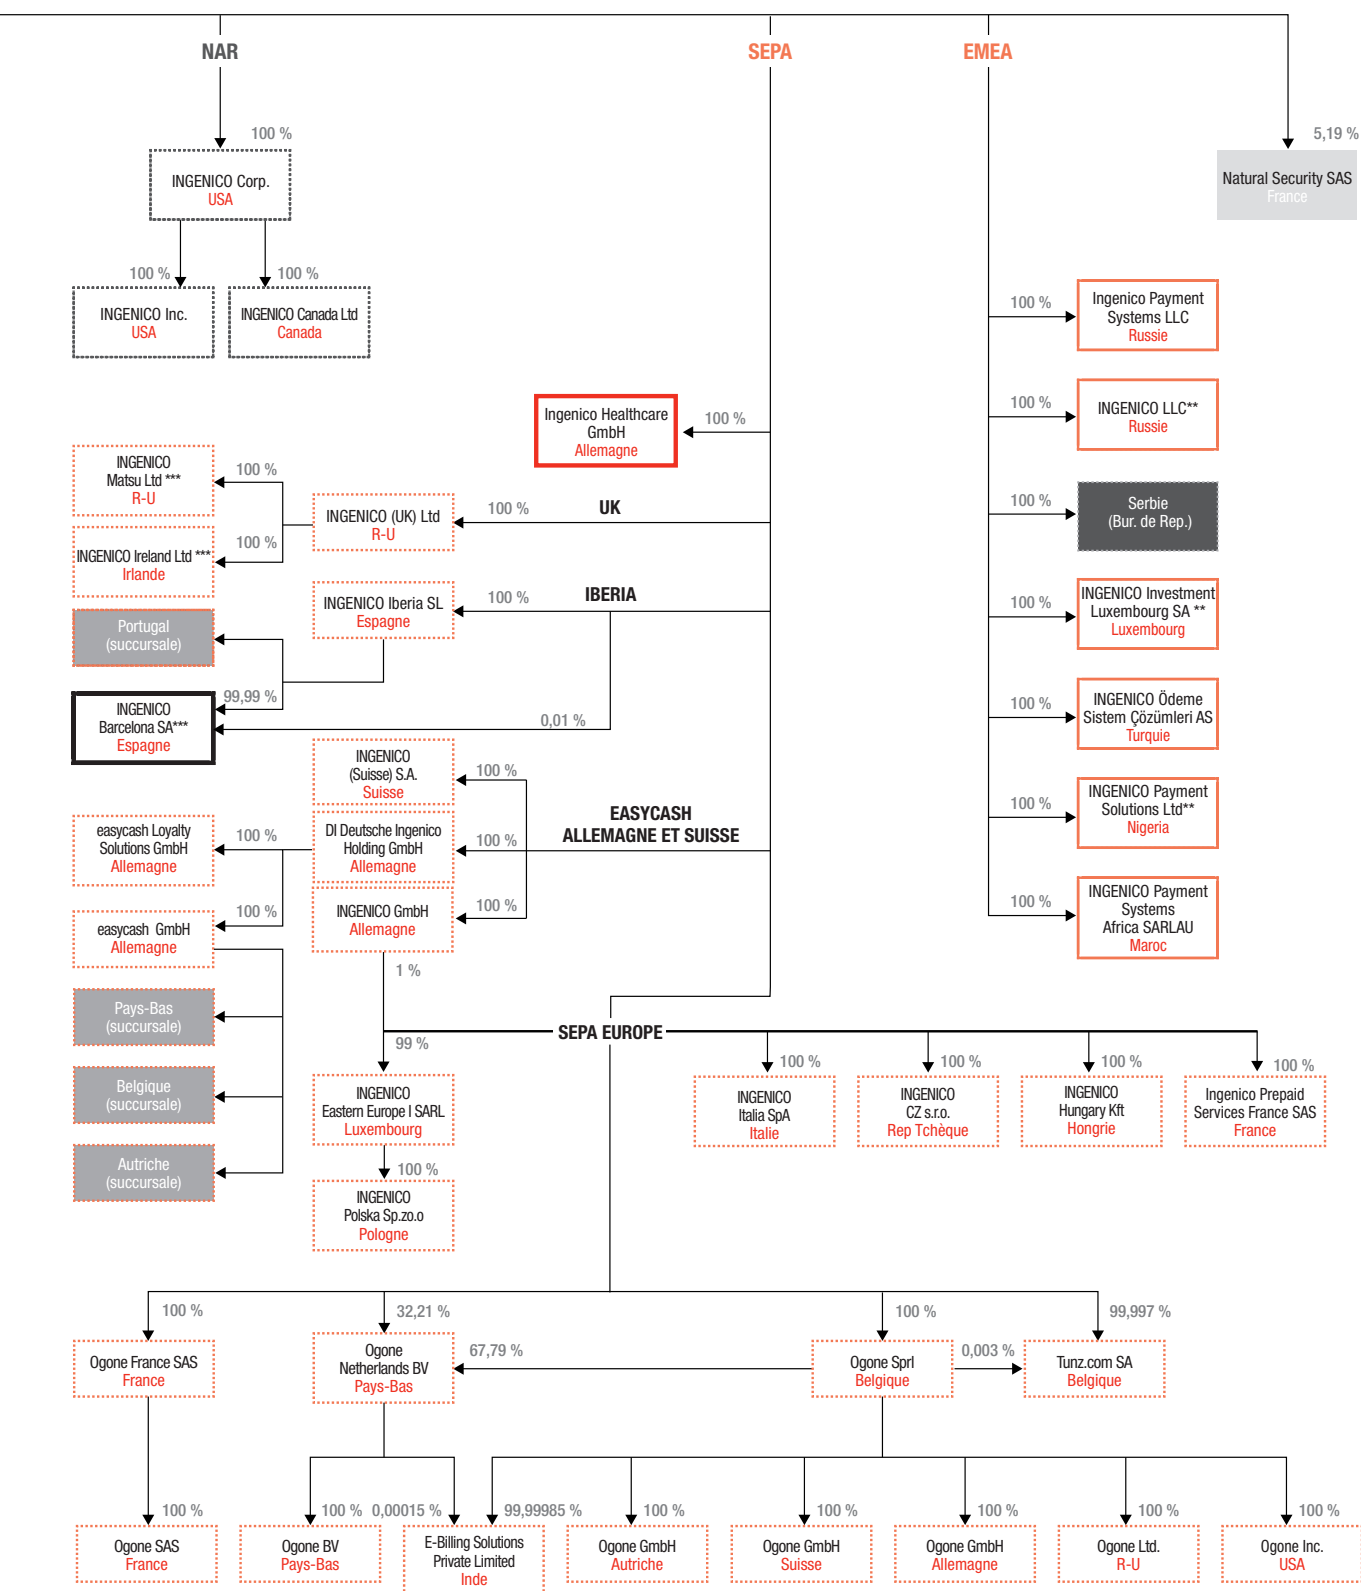 NAR
SEPA
EMEA
100 %
5,19 %
INGENICO Corp.
USA
Natural Security SAS
France
100 %
100 %
INGENICO Inc.
USA
INGENICO Canada Ltd
Canada
100 %
Ingenico Payment
Systems LLC
Russie
100 %
INGENICO LLC**
Russie
100 %
Serbie
(Bur. de Rep.)
100 %
INGENICO Investment
Luxembourg SA **
Luxembourg
100 %
INGENICO Ödeme
Sistem Çözümleri AS
Turquie
100 %
INGENICO Payment
Solutions Ltd**
Nigeria
100 %
INGENICO Payment
Systems
Africa SARLAU
Maroc
Ingenico Healthcare
GmbH
Allemagne
100 %
UK
100 %
INGENICO (UK) Ltd
R-U
100 %
INGENICO
Matsu Ltd ***
R-U
100 %
INGENICO Ireland Ltd ***
Irlande
IBERIA
100 %
INGENICO Iberia SL
Espagne
Portugal
(succursale)
99,99 %
INGENICO
Barcelona SA***
Espagne
0,01 %
EASYCASH
ALLEMAGNE ET SUISSE
INGENICO
(Suisse) S.A.
Suisse
100 %
DI Deutsche Ingenico
Holding GmbH
Allemagne
100 %
INGENICO GmbH
Allemagne
100 %
easycash Loyalty
Solutions GmbH
Allemagne
100 %
easycash GmbH
Allemagne
100 %
Pays-Bas
(succursale)
Belgique
(succursale)
Autriche
(succursale)
1 %
SEPA EUROPE
99 %
INGENICO
Eastern Europe I SARL
Luxembourg
100 %
INGENICO
Polska Sp.zo.o
Pologne
100 %
INGENICO
Italia SpA
Italie
100 %
INGENICO
CZ s.r.o.
Rep Tchèque
100 %
INGENICO
Hungary Kft
Hongrie
100 %
Ingenico Prepaid
Services France SAS
France
100 %
32,21 %
100 %
99,997 %
Ogone France SAS
France
Ogone
Netherlands BV
Pays-Bas
67,79 %
Ogone Sprl
Belgique
0,003 %
Tunz.com SA
Belgique
100 %
100 %
0,00015 %
99,99985 %
100 %
100 %
100 %
100 %
100 %
Ogone SAS
France
Ogone BV
Pays-Bas
E-Billing Solutions
Private Limited
Inde
Ogone GmbH
Autriche
Ogone GmbH
Suisse
Ogone GmbH
Allemagne
Ogone Ltd.
R-U
Ogone Inc.
USA